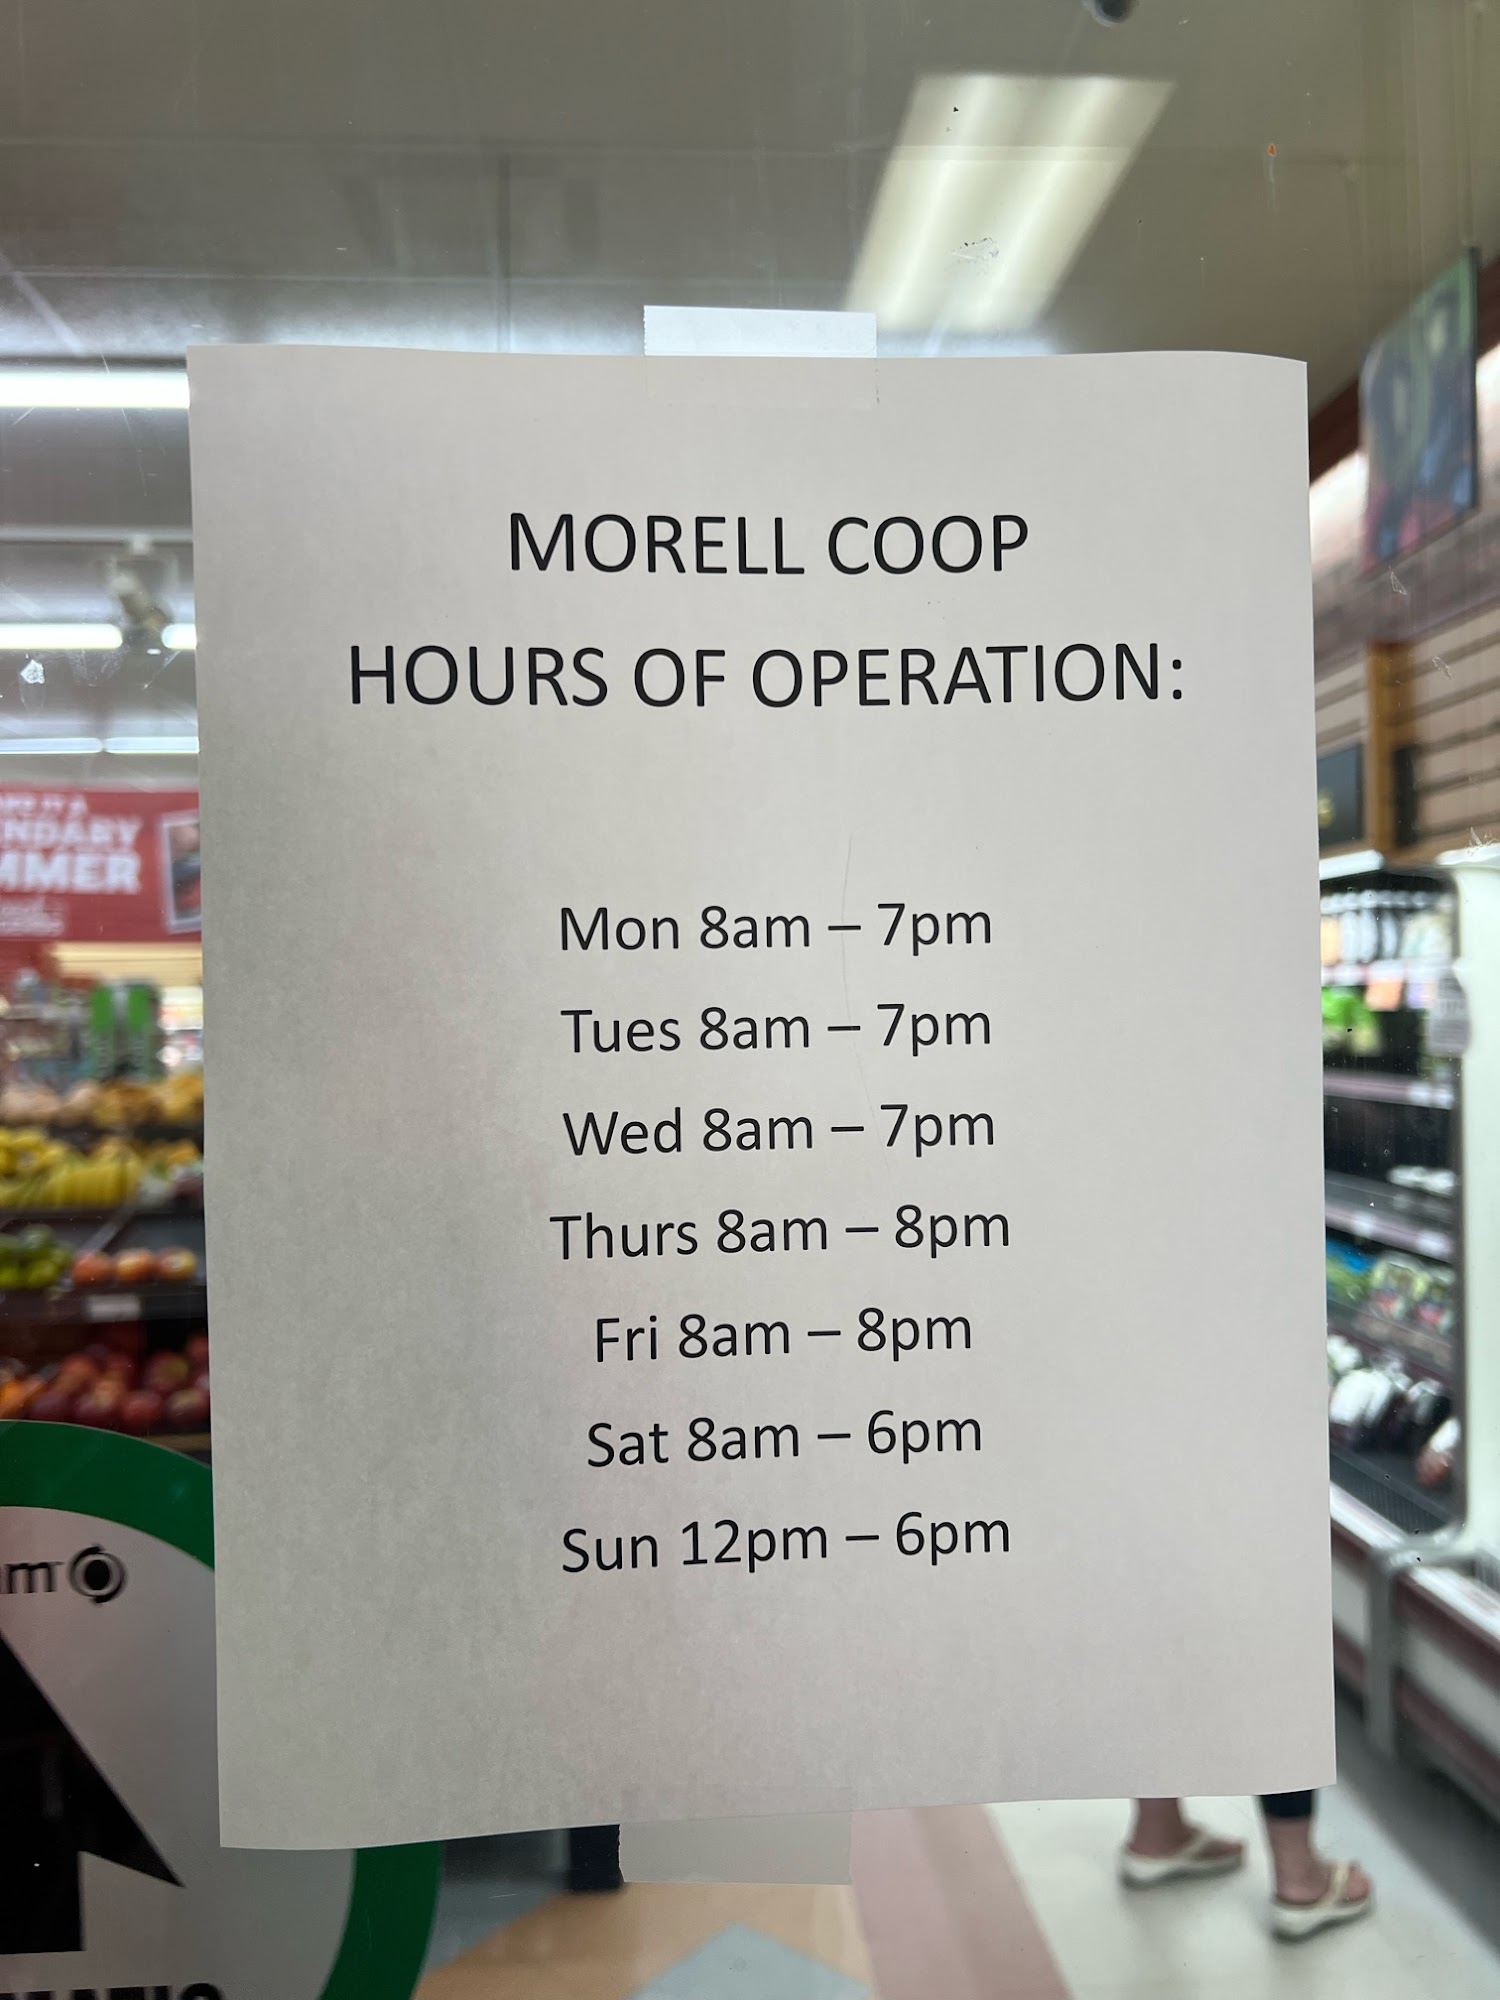 MORELL COOP
HOURS OF OPERATION:
Mon 8am – 7pm
Tues 8am – 7pm
Wed 8am – 7pm
Thurs 8am – 8pm
Fri 8am – 8pm
Sat 8am – 6pm
Sun 12pm – 6pm
IT A